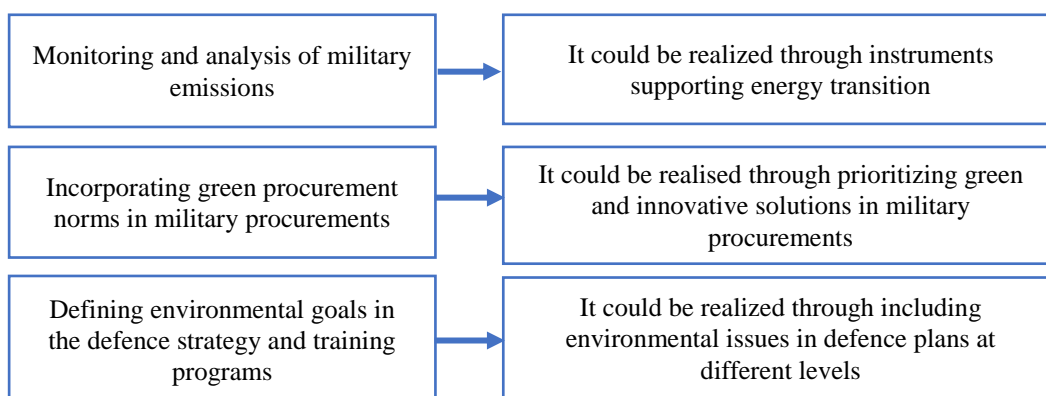 Monitoring and analysis of military
emissions
It could be realized through instruments
supporting energy transition
Incorporating green procurement
norms in military procurements
It could be realised through prioritizing green
and innovative solutions in military
procurements
Defining environmental goals in
the defence strategy and training
programs
It could be realized through including
environmental issues in defence plans at
different levels